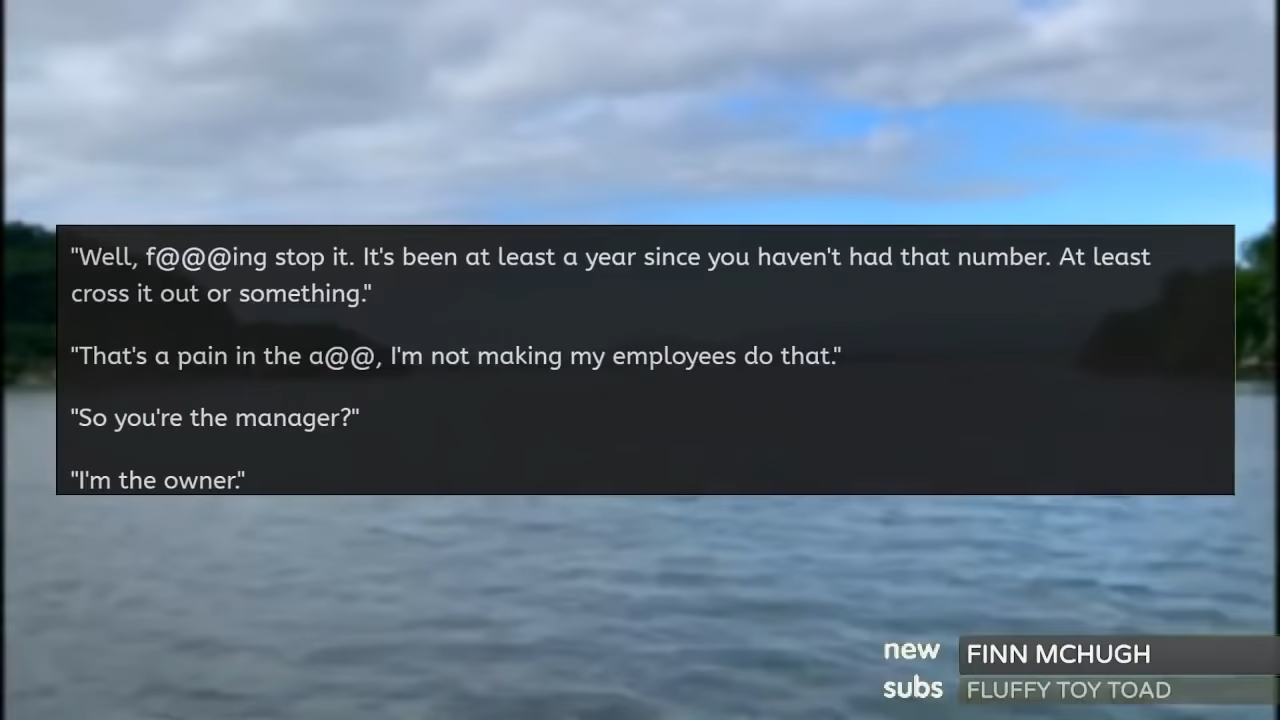 "Well, f@@@ing stop it. It's been at least a year since you haven't had that number. At least
cross it out or something."
"That's a pain in the a@@, I'm not making my employees do that."
"So you're the manager?"
"I'm the owner."
new FINN MCHUGH
subs FLUFFY TOY TOAD